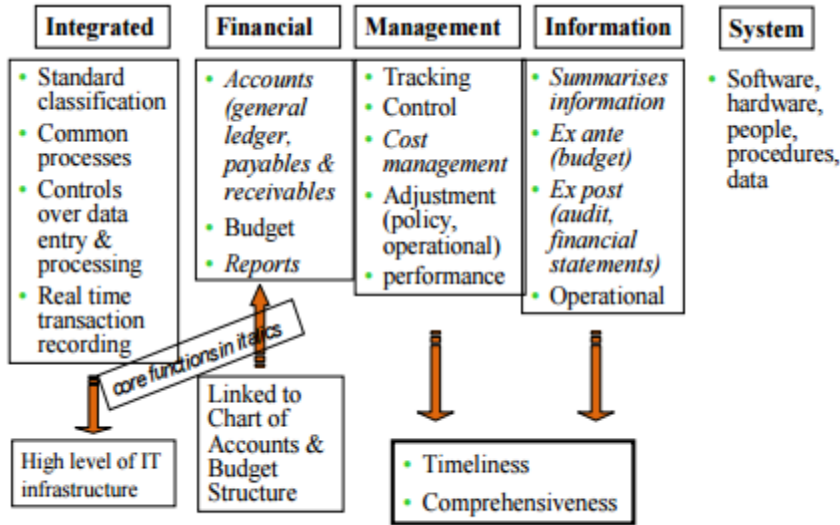 Integrated
Financial
Management
Information
System
• Standard
classification
• Common
processes
• Controls
over data
entry &
processing
• Real time
transaction
recording
• Accounts
(general
ledger,
payables &
receivables
• Budget
• Reports
• Tracking
• Control
• Cost
management
• Adjustment
(policy,
operational)
• performance
• Summarises
information
• Ex ante
(budget)
• Ex post
(audit,
financial
statements)
• Operational
• Software,
hardware,
people,
procedures,
data
core functions in italics
High level of IT
infrastructure
Linked to
Chart of
Accounts &
Budget
Structure
• Timeliness
• Comprehensiveness